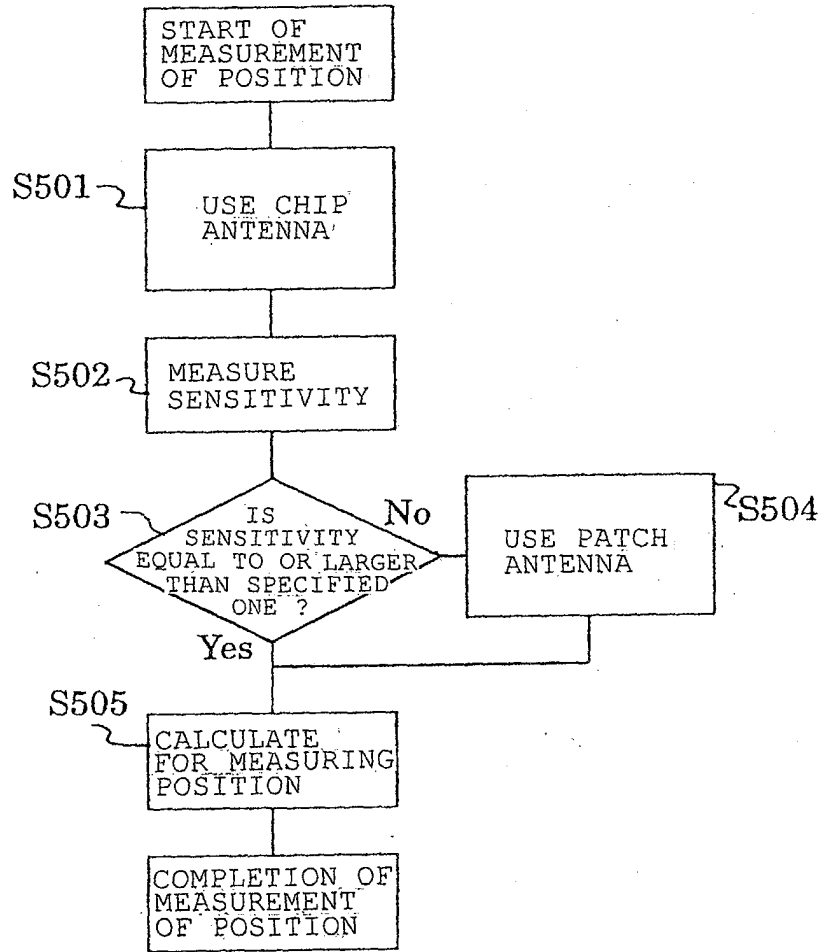 START OF
MEASUREMENT
OF POSITION
S501
USE CHIP
ANTENNA
S502
MEASURE
SENSITIVITY
S503
IS
SENSITIVITY
EQUAL TO OR LARGER
THAN SPECIFIED
ONE ?
No
S504
USE PATCH
ANTENNA
Yes
S505
CALCULATE
FOR MEASURING
POSITION
COMPLETION OF
MEASUREMENT
OF POSITION